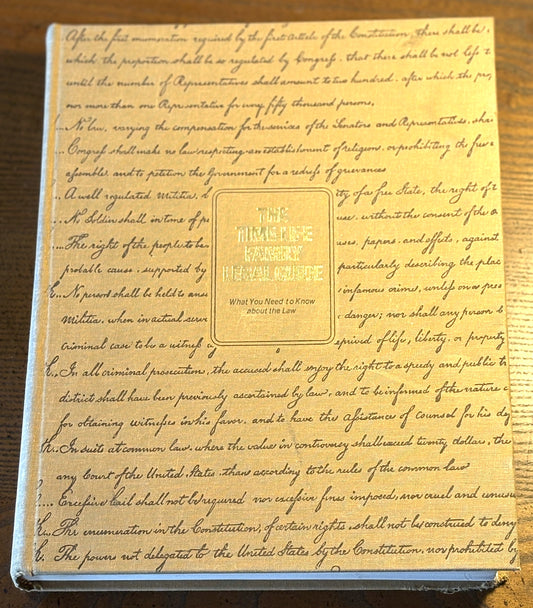 After the first enumeration required by the first Article of the Constitution, there shall be
which the proportion shall be so regulated by Congress, that there shall be not less
until the number of Representatives shall amount to two hundred, after which the pro
nor more than one Representative for every fifty thousand persons.
No law, varying the compensation for the services of the Senators and Representatives, shal
Congress shall make no law respecting an establishment of religion, or prohibiting the free
assemble, and to petition the Government for a redress of grievances
A well regulated Militia, ty, of a free State, the right of
No Soldier shall in time of use, without the consent of the
The right of the people to be uses, papers, and effects, against
probable cause, supported by particularly describing the plac
No person shall be held to answ infamous crime, unless on a pres
Militia, when in actual serv danger; nor shall any person b
criminal case to be a witness prived of life, liberty, or property
THE
TIME-LIFE
FAMILY
LEGAL GUIDE
What You Need to Know
about the Law
In all criminal prosecution, the accused shall enjoy the right to a speedy and public
district shall have been previously ascertained by law, and to be informed of the nature
for obtaining witnesses in his favor, and to have the assistance of counsel for his
In suits at common law, where the value in controversy shall exceed twenty dollars, the
any Court of the United States, than according to the rules of the common law
Excessive bail shall not be required nor excessive fines imposed, nor cruel and unusu
The enumeration in the Constitution, of certain rights, shall not be construed to deny
The powers not delegated to the United States by the Constitution, nor prohibited by